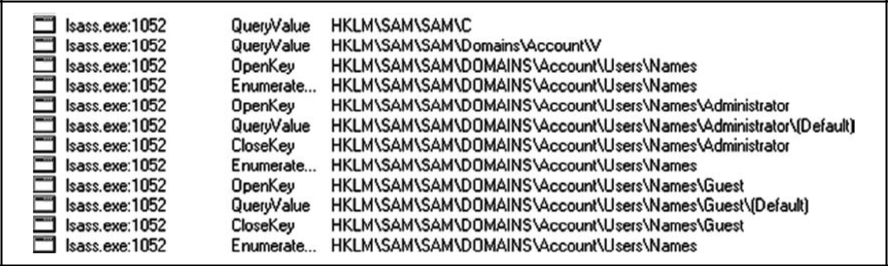 lsass.exe:1052 QueryValue HKLM\SAM\SAM\C
lsass.exe:1052 QueryValue HKLM\SAM\SAM\Domains\Account\V
lsass.exe:1052 OpenKey HKLM\SAM\SAM\DOMAINS\Account\Users\Names
lsass.exe:1052 Enumerate... HKLM\SAM\SAM\DOMAINS\Account\Users\Names
lsass.exe:1052 OpenKey HKLM\SAM\SAM\DOMAINS\Account\Users\Names\Administrator
lsass.exe:1052 QueryValue HKLM\SAM\SAM\DOMAINS\Account\Users\Names\Administrator\(Default)
lsass.exe:1052 CloseKey HKLM\SAM\SAM\DOMAINS\Account\Users\Names\Administrator
lsass.exe:1052 Enumerate... HKLM\SAM\SAM\DOMAINS\Account\Users\Names
lsass.exe:1052 OpenKey HKLM\SAM\SAM\DOMAINS\Account\Users\Names\Guest
lsass.exe:1052 QueryValue HKLM\SAM\SAM\DOMAINS\Account\Users\Names\Guest\(Default)
lsass.exe:1052 CloseKey HKLM\SAM\SAM\DOMAINS\Account\Users\Names\Guest
lsass.exe:1052 Enumerate... HKLM\SAM\SAM\DOMAINS\Account\Users\Names